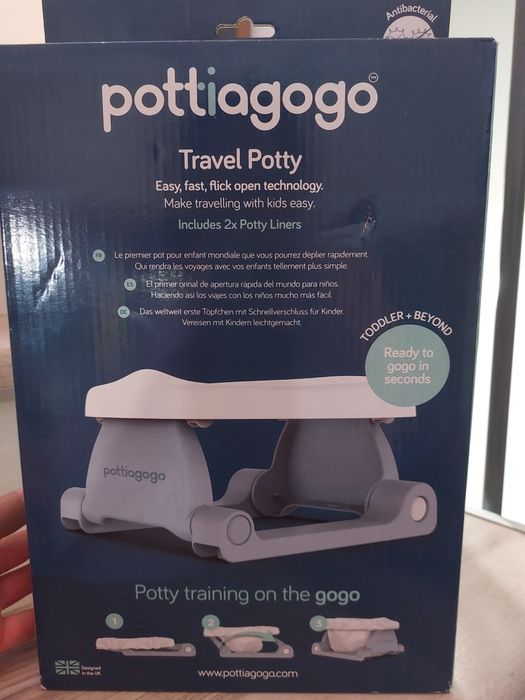 Antibacterial
pottiagogo
TM
Travel Potty
Easy, fast, flick open technology.
Make travelling with kids easy.
Includes 2x Potty Liners
FR Le premier pot pour enfant mondiale que vous pourrez déplier rapidement.
Qui rendra les voyages avec vos enfants tellement plus simple.
ES El primer orinal de apertura rápida del mundo para niños.
Haciendo asi los viajes con los niños mucho más fácil.
DE Das weltweit erste Töpfchen mit Schnellverschluss für Kinder.
Vereisen mit Kindern leichtgemacht.
TODDLER + BEYOND
Ready to
gogo in
seconds
pottiagogo
Potty training on the gogo
1 2 3
Designed
in the UK
www.pottiagogo.com